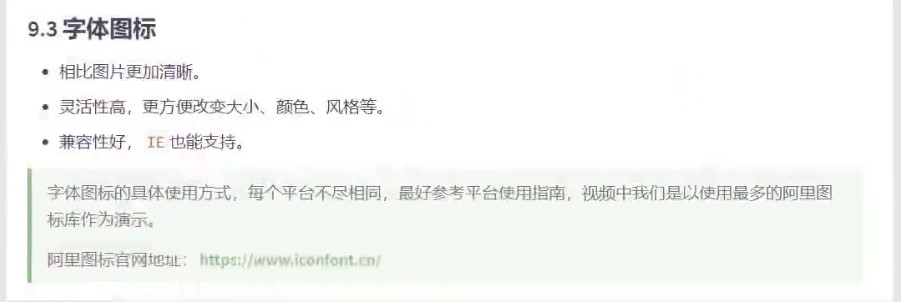 9.3 字体图标
• 相比图片更加清晰。
• 灵活性高，更方便改变大小、颜色、风格等。
• 兼容性好， IE 也能支持。
字体图标的具体使用方式，每个平台不尽相同，最好参考平台使用指南，视频中我们是以使用最多的阿里图
标库作为演示。
阿里图标官网地址：https://www.iconfont.cn/